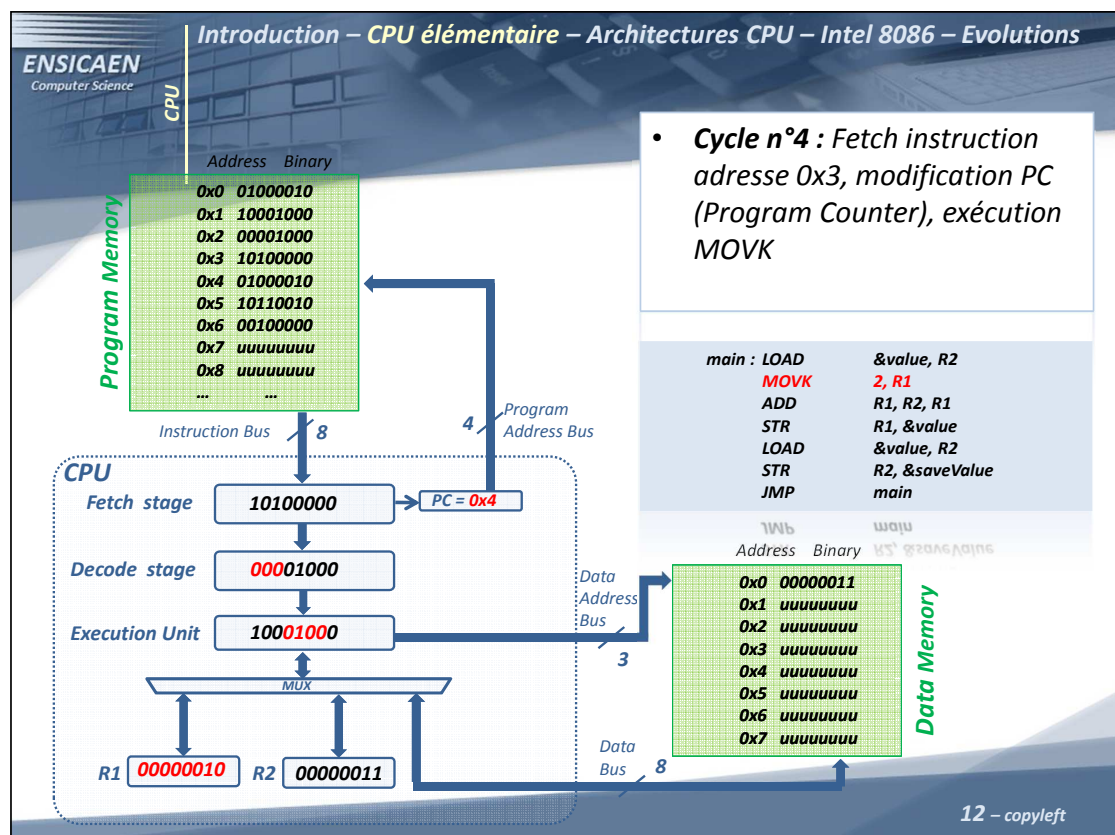 Introduction – CPU élémentaire – Architectures CPU – Intel 8086 – Evolutions
ENSICAEN
Computer Science
CPU
• Cycle n°4 : Fetch instruction
adresse 0x3, modification PC
(Program Counter), exécution
MOVK
Address Binary
0x0 01000010
0x1 10001000
0x2 00001000
0x3 10100000
0x4 01000010
0x5 10110010
0x6 00100000
0x7 uuuuuuuu
0x8 uuuuuuuu
... ...
Program Memory
main : LOAD &value, R2
MOVK 2, R1
ADD R1, R2, R1
STR R1, &value
LOAD &value, R2
STR R2, &saveValue
JMP main
JMP main
R2, &saveValue
Instruction Bus 8
4 Program
Address Bus
CPU
Fetch stage 10100000 PC = 0x4
Decode stage 00001000
Execution Unit 10001000
MUX
R1 00000010 R2 00000011
Data
Address
Bus
3
Address Binary
0x0 00000011
0x1 uuuuuuuu
0x2 uuuuuuuu
0x3 uuuuuuuu
0x4 uuuuuuuu
0x5 uuuuuuuu
0x6 uuuuuuuu
0x7 uuuuuuuu
Data Memory
Data
Bus 8
12 – copyleft